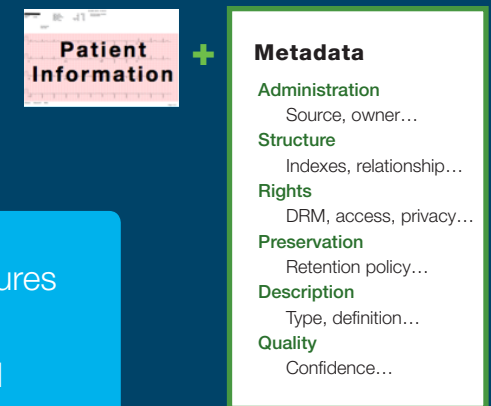 Patient
Information
+
Metadata
Administration
Source, owner…
Structure
Indexes, relationship…
Rights
DRM, access, privacy…
Preservation
Retention policy…
Description
Type, definition…
Quality
Confidence…
ures